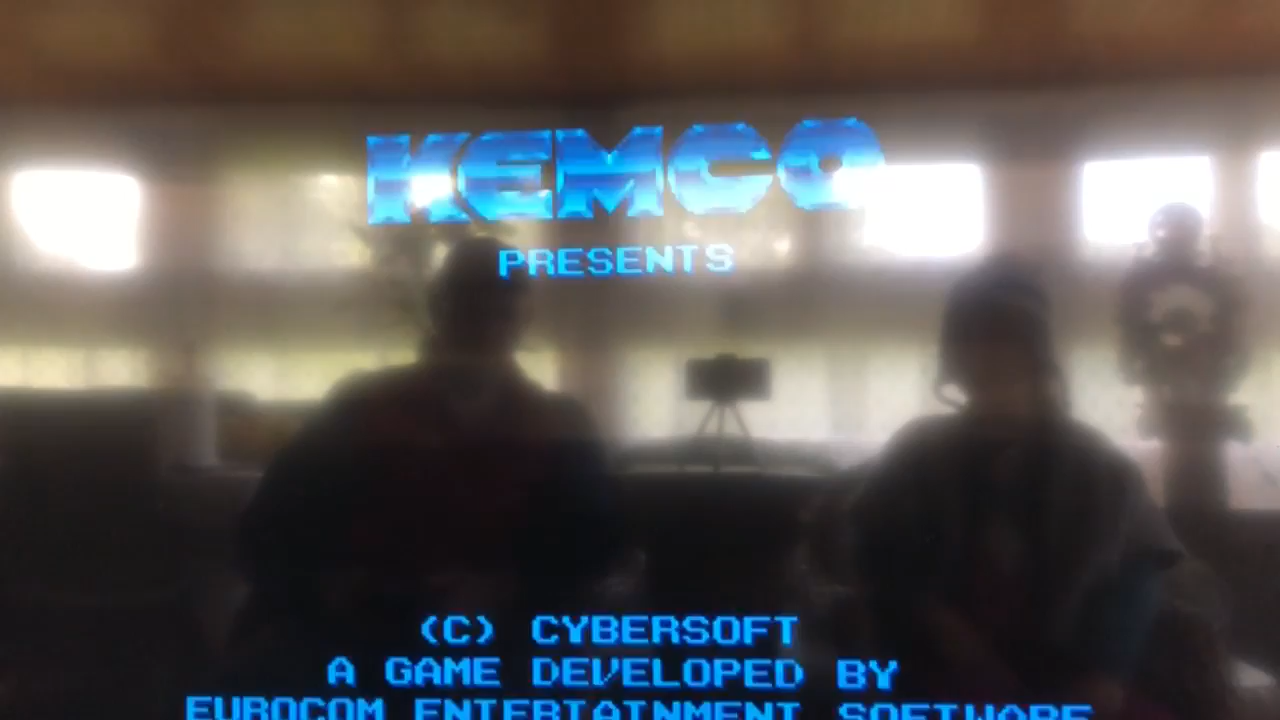 KEMCO
PRESENTS
(C) CYBERSOFT
A GAME DEVELOPED BY
EUROCOM ENTERTAINMENT SOFTWARE